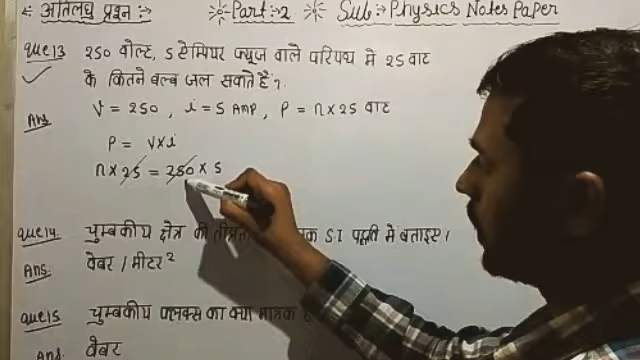 अतिलघु प्रश्न :- Part:-2 Sub:- Physics Notes Paper
que13 250 वोल्ट, 5 ऐम्पियर फ्यूज वाले परिपथ मे 25 वाट
के कितने बल्ब जल सकते हैं?
Ans V = 250, i = 5 Amp, P = n×25 वाट
P = V×i
n×25 = 250×5
que14. चुम्बकीय क्षेत्र की तीव्रता SI पद्धति मे बताइए।
Ans. वेबर / मीटर²
que15 चुम्बकीय फ्लक्स का क्या मात्रक
Ans. वेबर